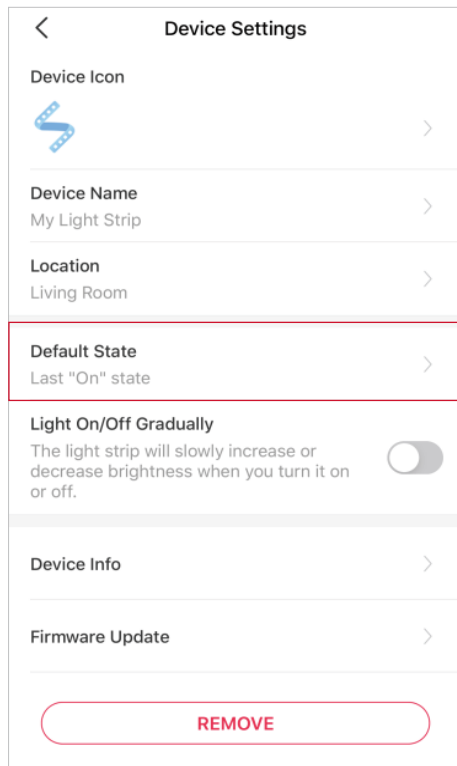 Device Settings
Device Icon
Device Name
My Light Strip
Location
Living Room
Default State
Last "On" state
Light On/Off Gradually
The light strip will slowly increase or
decrease brightness when you turn it on
or off.
Device Info
Firmware Update
REMOVE